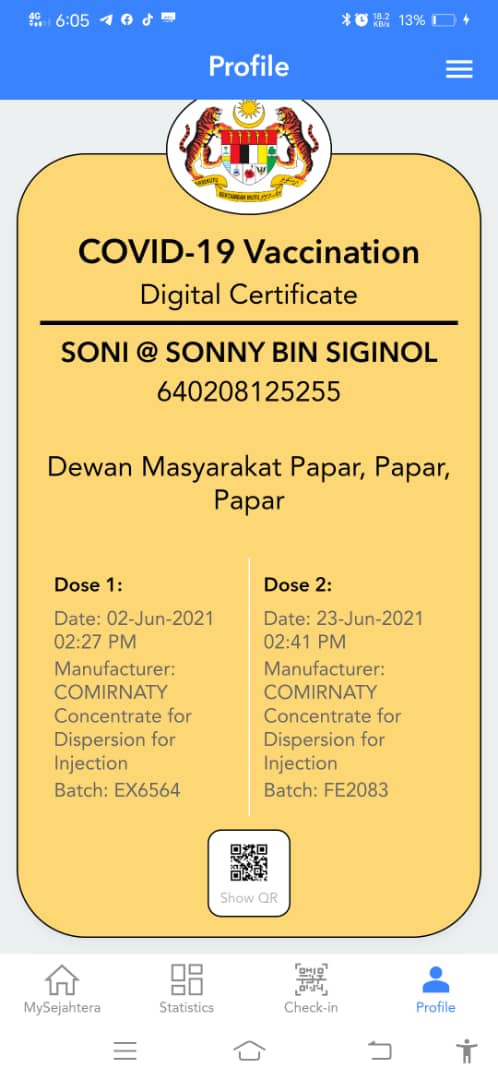 4G 6:05 18.2 KB/s 13%
Profile
BERTAMBAH MUTU
COVID-19 Vaccination
Digital Certificate
SONI @ SONNY BIN SIGINOL
640208125255
Dewan Masyarakat Papar, Papar,
Papar
Dose 1:
Date: 02-Jun-2021
02:27 PM
Manufacturer:
COMIRNATY
Concentrate for
Dispersion for
Injection
Batch: EX6564
Dose 2:
Date: 23-Jun-2021
02:41 PM
Manufacturer:
COMIRNATY
Concentrate for
Dispersion for
Injection
Batch: FE2083
Show QR
MySejahtera
Statistics
Check-in
Profile